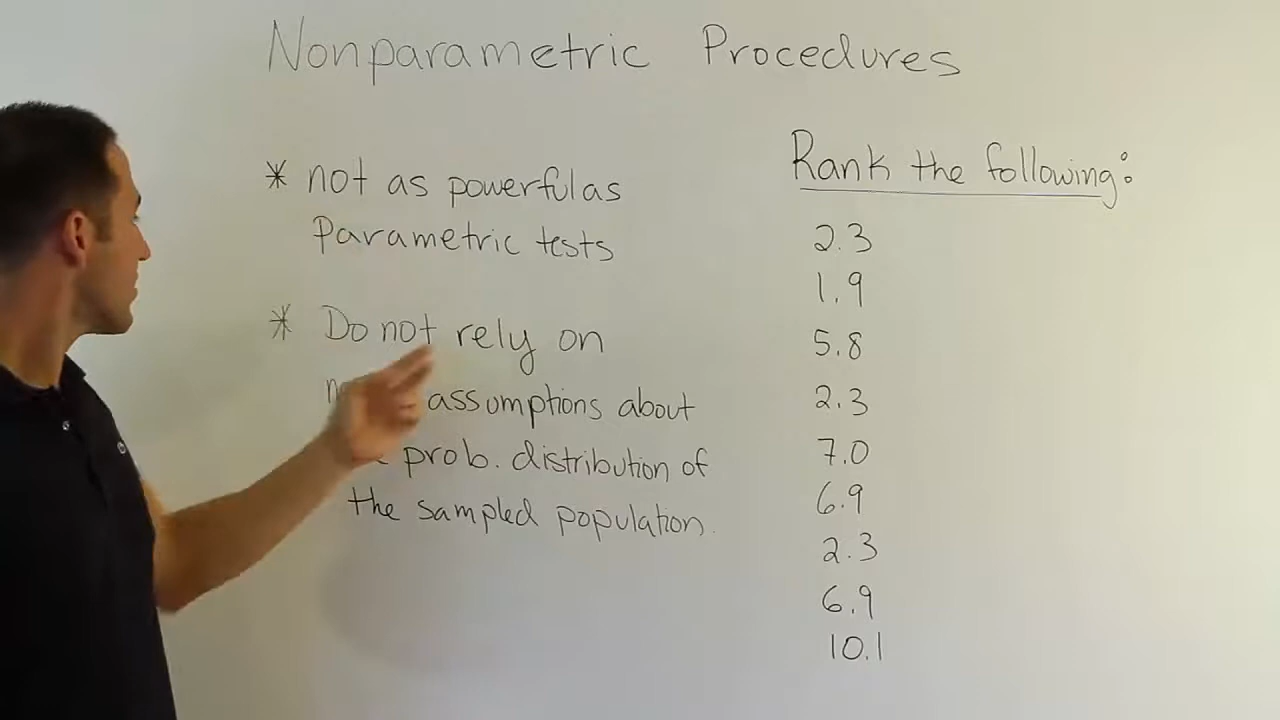 Nonparametric Procedures
* not as powerful as
parametric tests
* Do not rely on
assumptions about
prob. distribution of
the sampled population.
Rank the following:
2.3
1.9
5.8
2.3
7.0
6.9
2.3
6.9
10.1